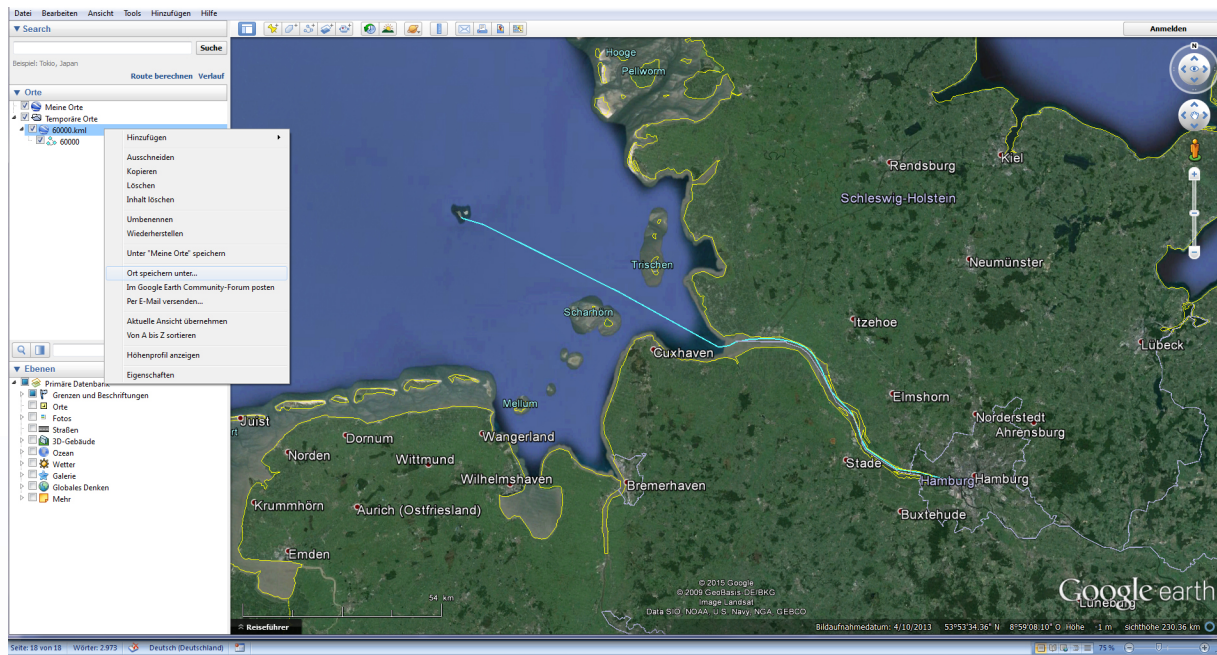 Datei Bearbeiten Ansicht Tools Hinzufügen Hilfe
▼ Search
Suche
Beispiel: Tokio, Japan
Route berechnen Verlauf
▼ Orte
Meine Orte
Temporäre Orte
60000.kml
60000
Hinzufügen
Ausschneiden
Kopieren
Löschen
Inhalt löschen
Umbenennen
Wiederherstellen
Unter "Meine Orte" speichern
Ort speichern unter...
Im Google Earth Community-Forum posten
Per E-Mail versenden...
Aktuelle Ansicht übernehmen
Von A bis Z sortieren
Höhenprofil anzeigen
Eigenschaften
▼ Ebenen
Primäre Datenbank
Grenzen und Beschriftungen
Orte
Fotos
Straßen
3D-Gebäude
Ozean
Wetter
Galerie
Globales Denken
Mehr
Anmelden
N
Hooge
Pellworm
Rendsburg
Kiel
Schleswig-Holstein
Trischen
Neumünster
Scharhörn
Itzehoe
Cuxhaven
Lübeck
Mellum
Elmshorn
Norderstedt
Ahrensburg
Juist
Dornum
Wangerland
Norden
Wittmund
Stade
Wilhelmshaven
Bremerhaven
Hamburg
Hamburg
Krummhörn
Aurich (Ostfriesland)
Buxtehude
Emden
Lüneburg
54 km
© 2015 Google
© 2009 GeoBasis-DE/BKG
Image Landsat
Data SIO, NOAA, U.S. Navy, NGA, GEBCO
Google earth
Reiseführer
Bildaufnahmedatum: 4/10/2013 53°53'34.36" N 8°59'08.10" O Höhe -1 m sichthöhe 230.36 km
Seite: 18 von 18 Wörter: 2.973 Deutsch (Deutschland) 75 %